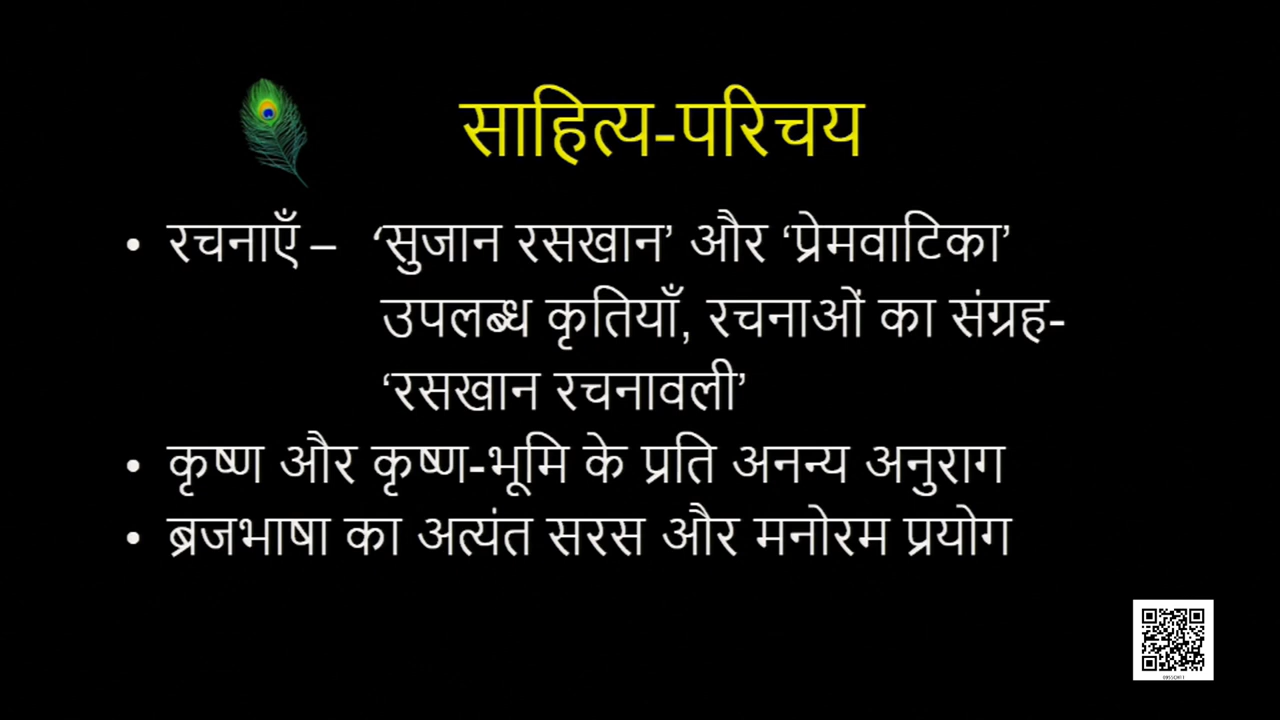 साहित्य-परिचय
• रचनाएँ – ‘सुजान रसखान’ और ‘प्रेमवाटिका’
उपलब्ध कृतियाँ, रचनाओं का संग्रह-
‘रसखान रचनावली’
• कृष्ण और कृष्ण-भूमि के प्रति अनन्य अनुराग
• ब्रजभाषा का अत्यंत सरस और मनोरम प्रयोग